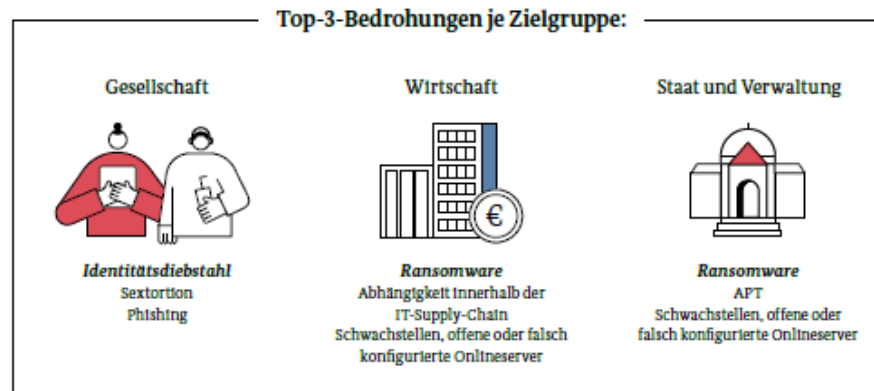 Top-3-Bedrohungen je Zielgruppe:
Gesellschaft
Identitätsdiebstahl
Sextortion
Phishing
Wirtschaft
€
Ransomware
Abhängigkeit innerhalb der
IT-Supply-Chain
Schwachstellen, offene oder falsch
konfigurierte Onlineserver
Staat und Verwaltung
Ransomware
APT
Schwachstellen, offene oder
falsch konfigurierte Onlineserver